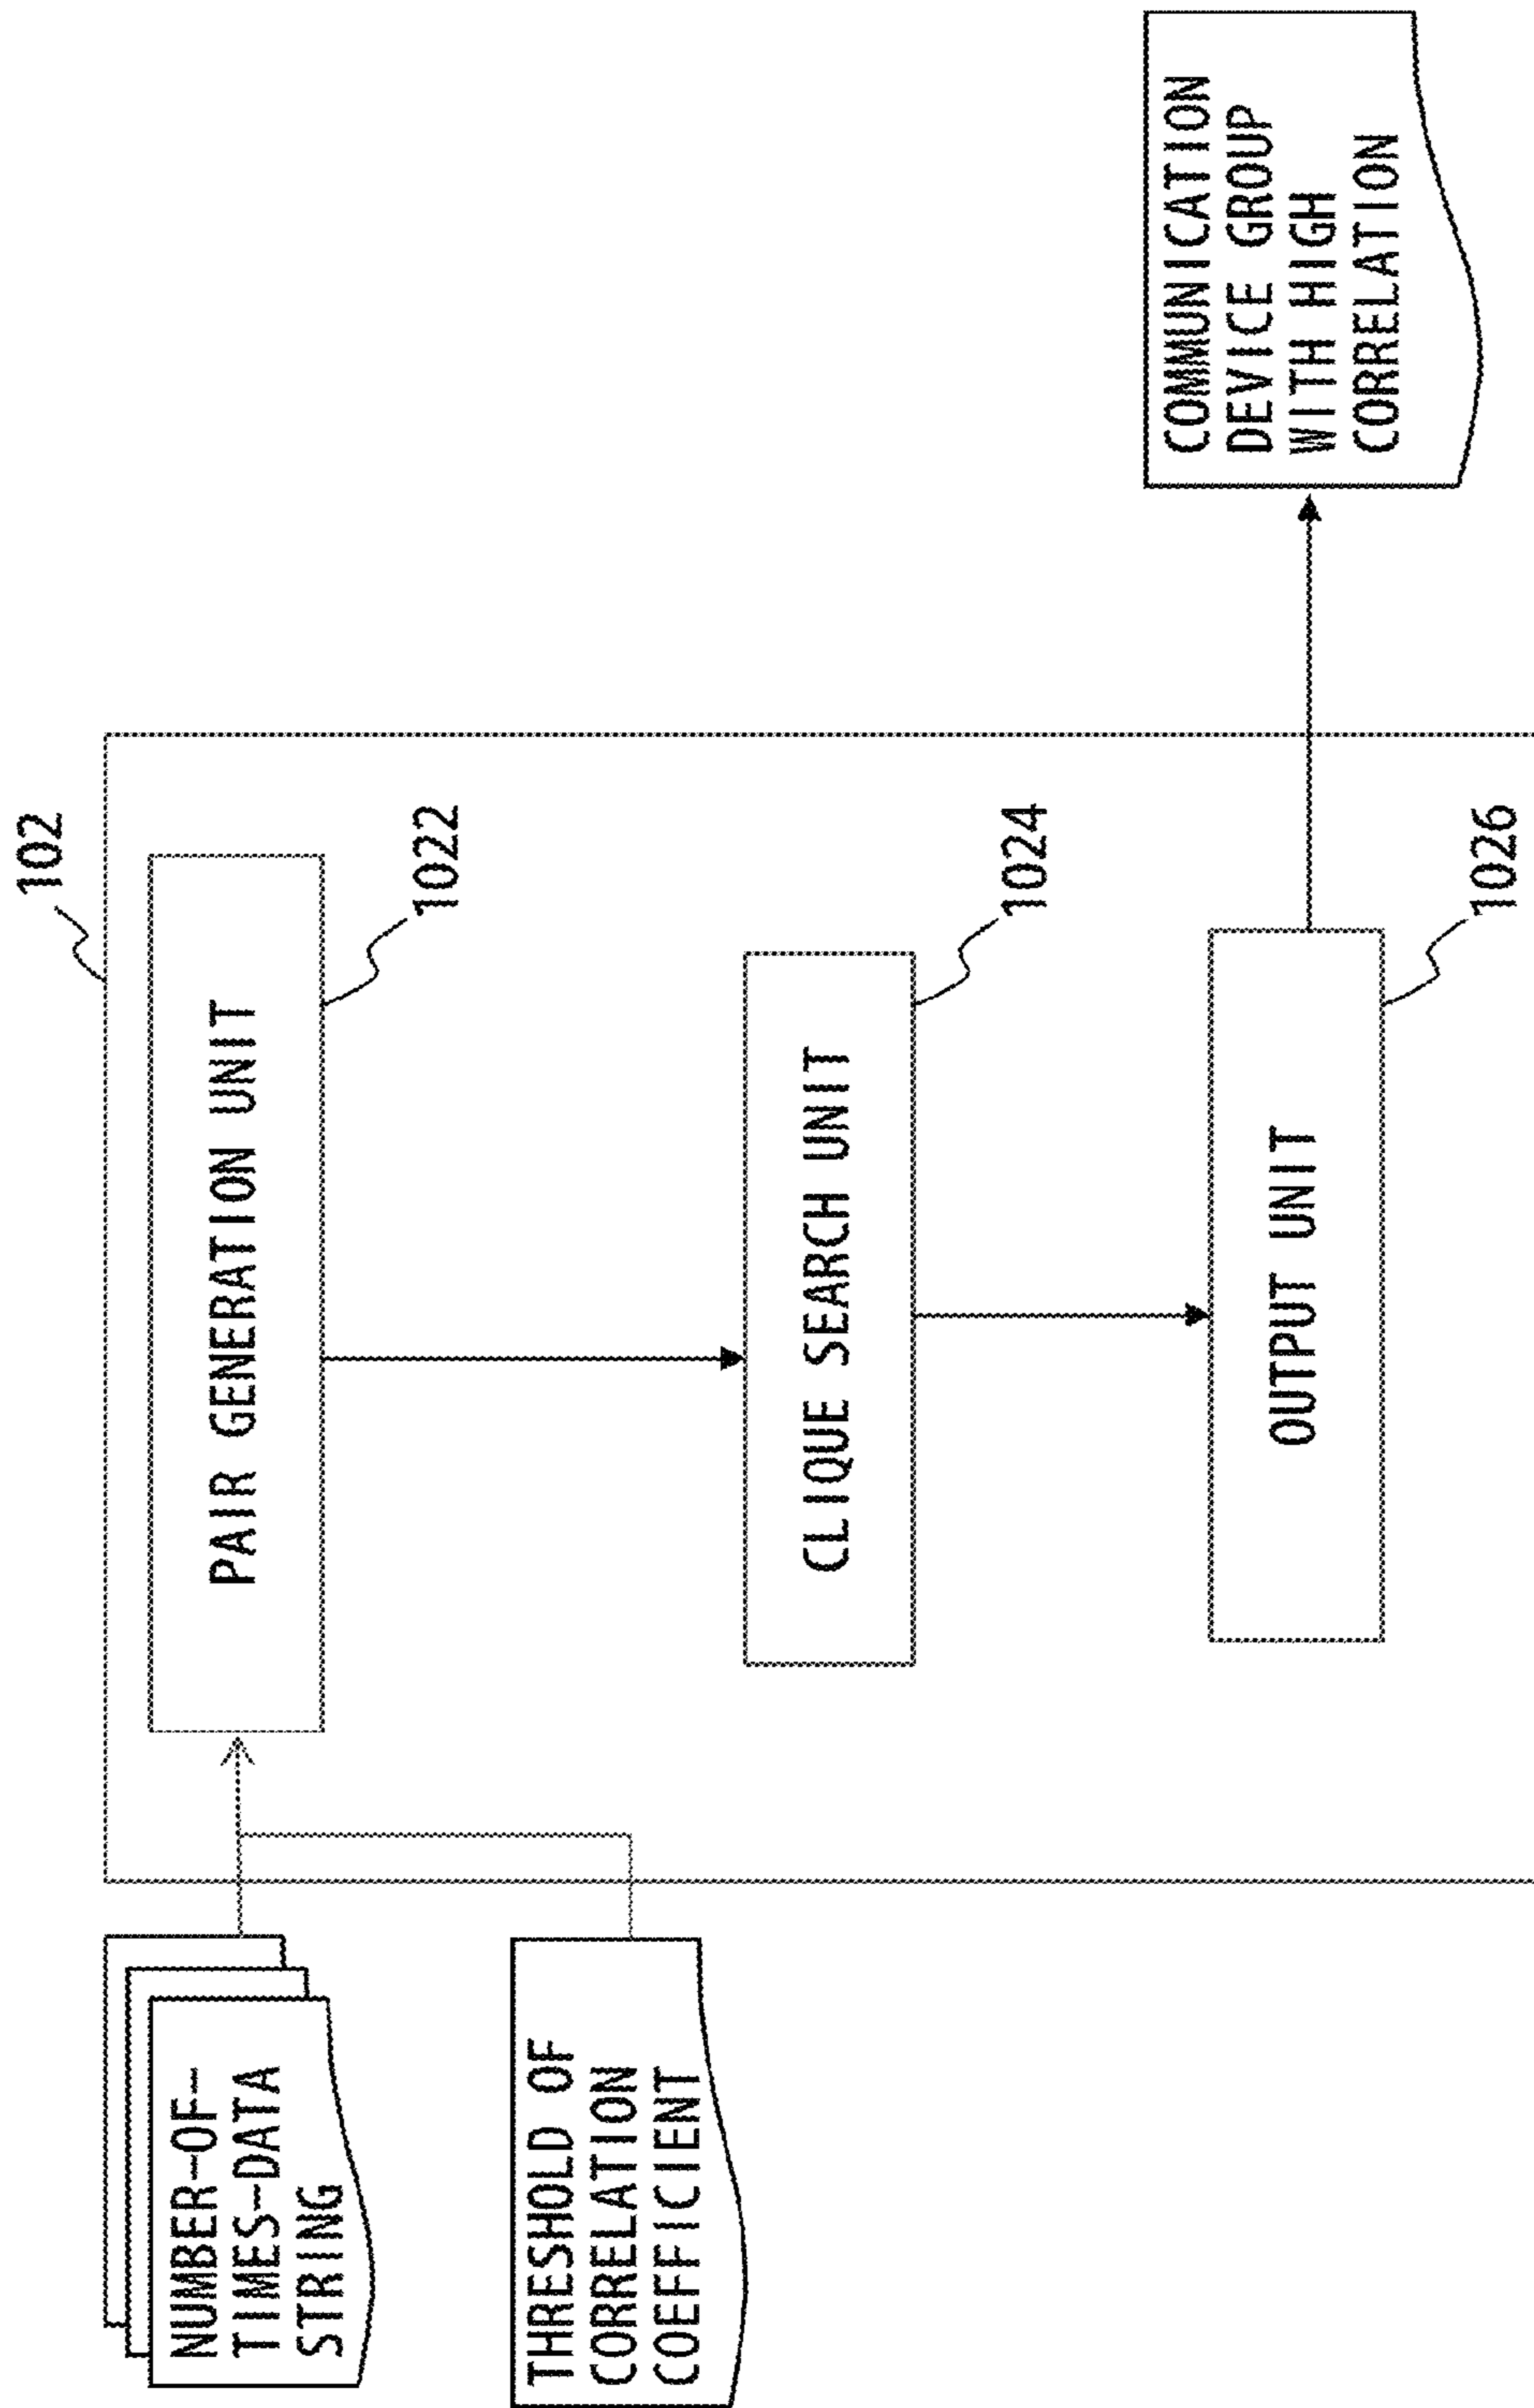 102
NUMBER-OF-
TIMES-DATA
STRING
PAIR GENERATION UNIT
1022
THRESHOLD OF
CORRELATION
COEFFICIENT
CLIQUE SEARCH UNIT
1024
OUTPUT UNIT
1026
COMMUNICATION
DEVICE GROUP
WITH HIGH
CORRELATION